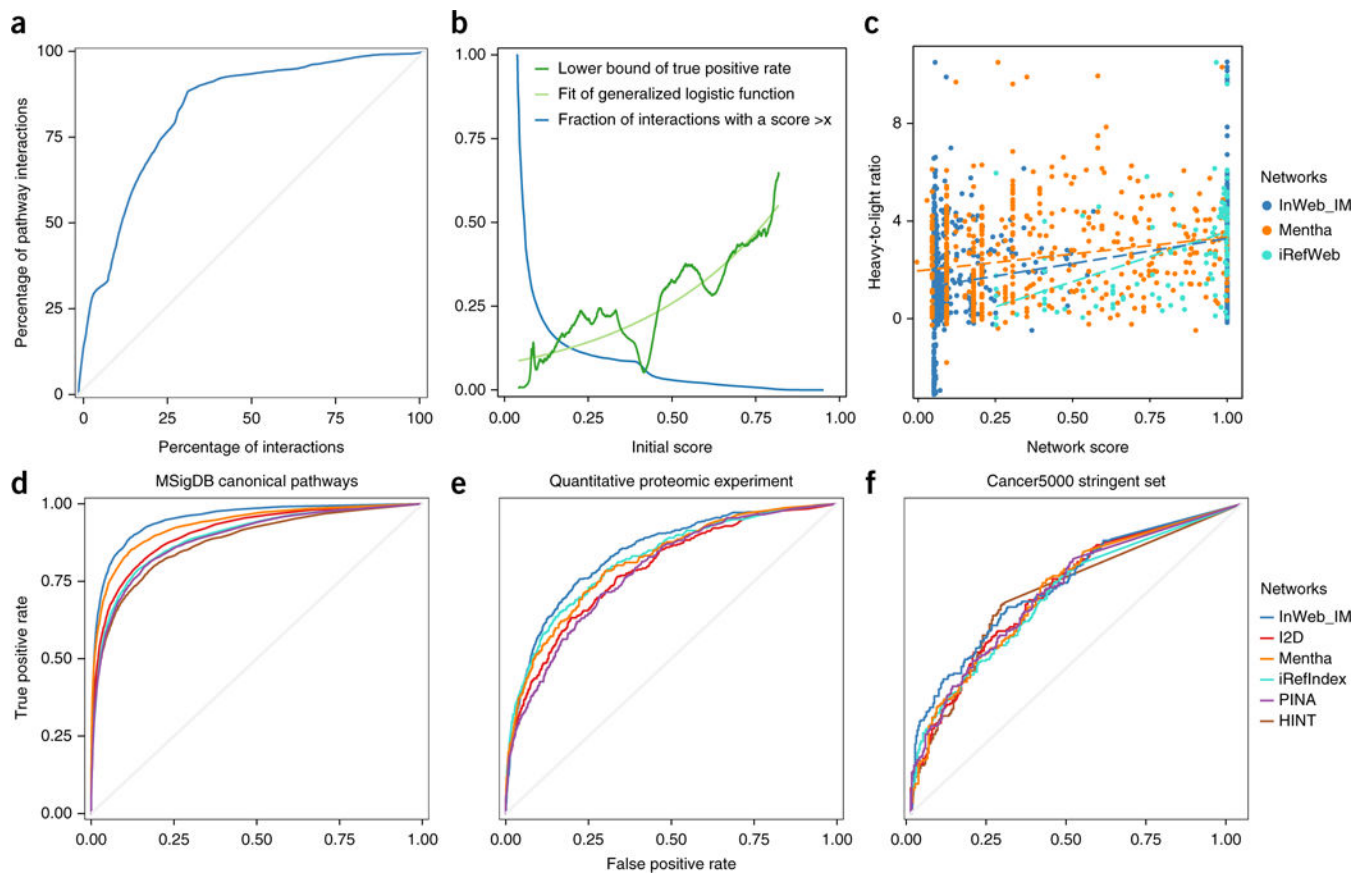 a
100
75
50
25
0
Percentage of pathway interactions
0
25
50
75
100
Percentage of interactions
b
1.00
0.75
0.50
0.25
0.00
Lower bound of true positive rate
Fit of generalized logistic function
Fraction of interactions with a score >x
0.00
0.25
0.50
0.75
1.00
Initial score
c
8
4
0
Heavy-to-light ratio
0.00
0.25
0.50
0.75
1.00
Network score
Networks
InWeb_IM
Mentha
iRefWeb
d
MSigDB canonical pathways
1.00
0.75
0.50
0.25
0.00
True positive rate
0.00
0.25
0.50
0.75
1.00
e
Quantitative proteomic experiment
0.00
0.25
0.50
0.75
1.00
False positive rate
f
Cancer5000 stringent set
0.00
0.25
0.50
0.75
1.00
Networks
InWeb_IM
I2D
Mentha
iRefIndex
PINA
HINT